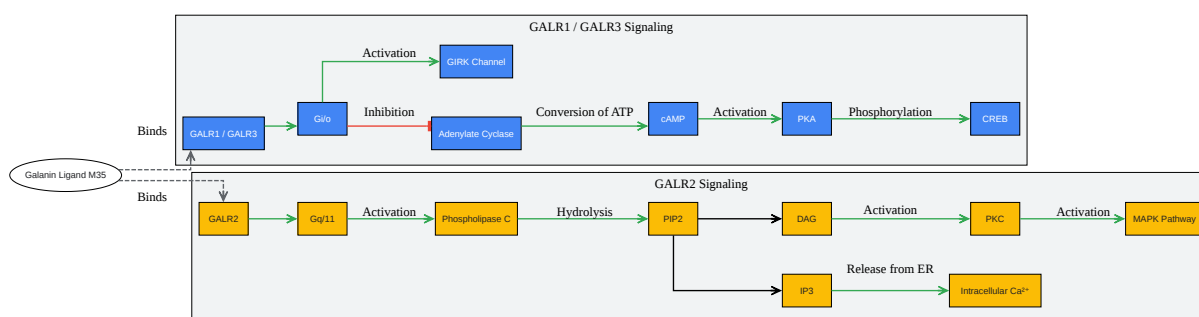 GALR1 / GALR3 Signaling
Activation
GIRK Channel
Binds
GALR1 / GALR3
Gi/o
Inhibition
Adenylate Cyclase
Conversion of ATP
cAMP
Activation
PKA
Phosphorylation
CREB
Galanin Ligand M35
Binds
GALR2 Signaling
GALR2
Gq/11
Activation
Phospholipase C
Hydrolysis
PIP2
DAG
Activation
PKC
Activation
MAPK Pathway
IP3
Release from ER
Intracellular Ca²⁺